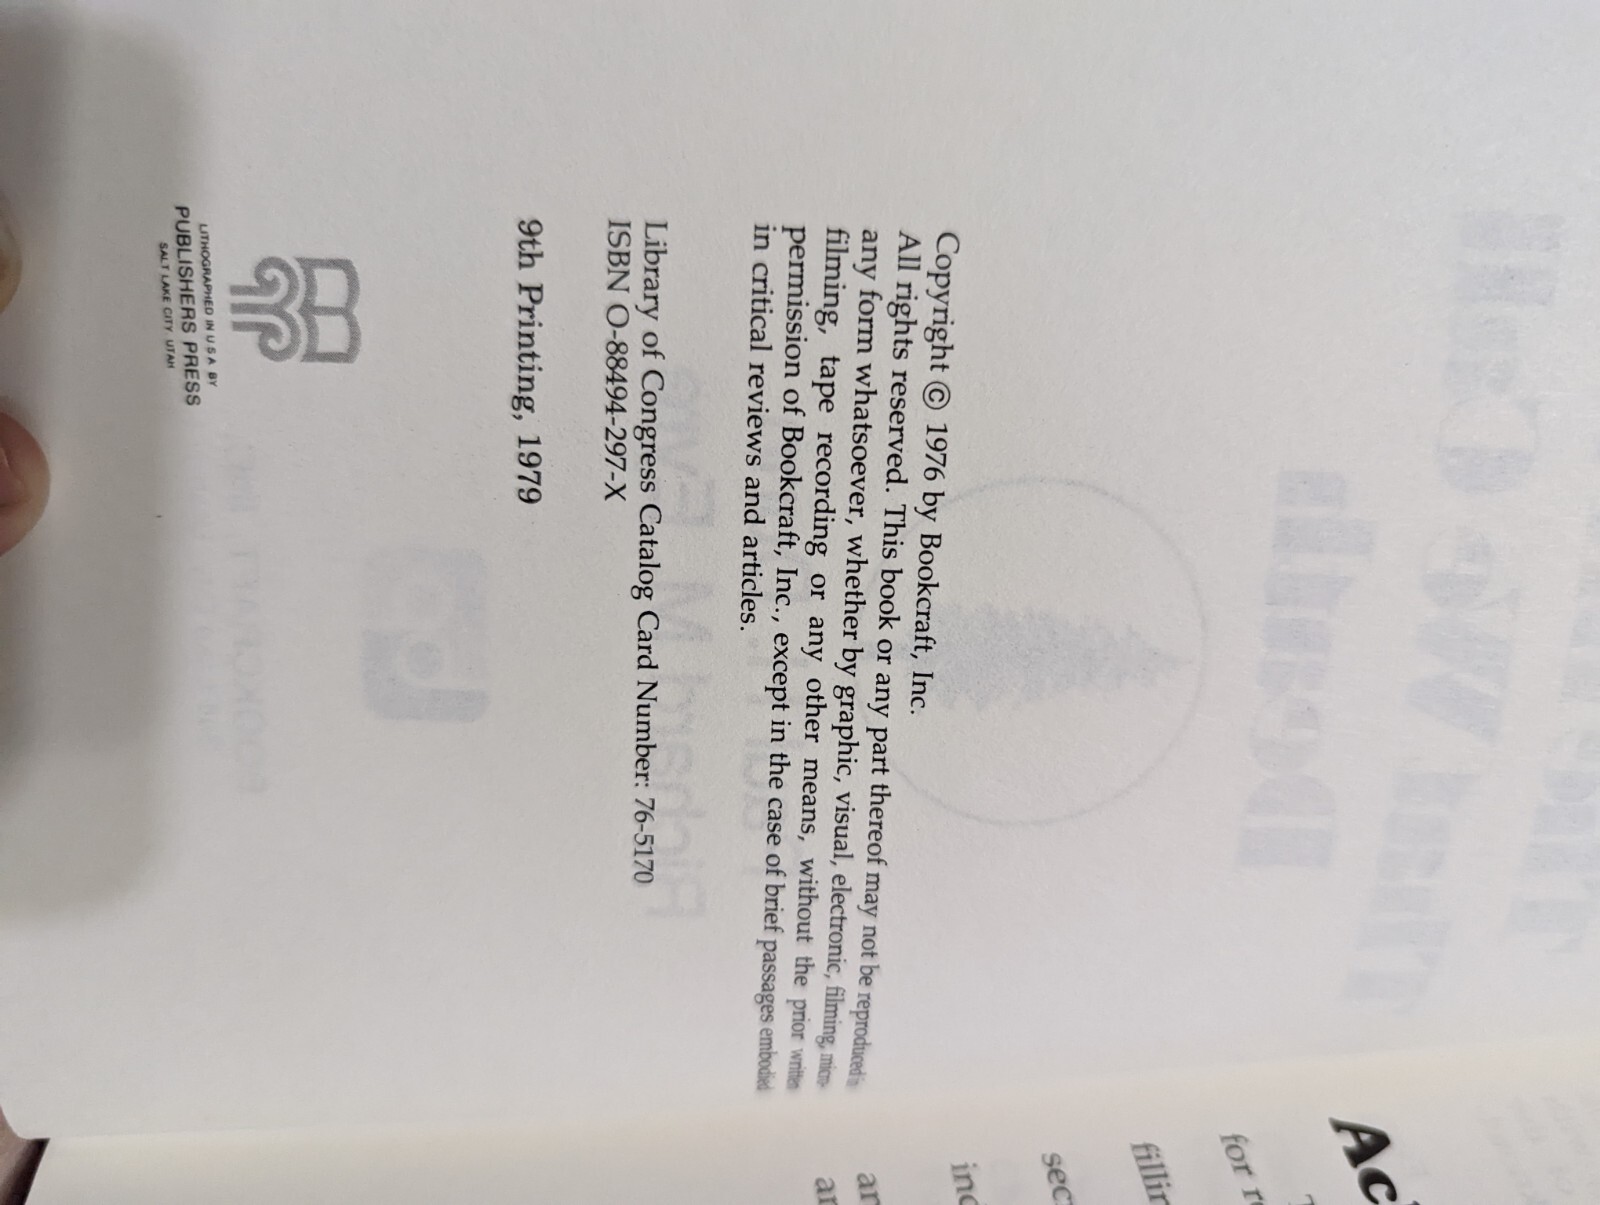 Copyright © 1976 by Bookcraft, Inc.
All rights reserved. This book or any part thereof may not be reproduced in
any form whatsoever, whether by graphic, visual, electronic, filming, micro-
filming, tape recording or any other means, without the prior written
permission of Bookcraft, Inc., except in the case of brief passages embodied
in critical reviews and articles.
Library of Congress Catalog Card Number: 76-5170
ISBN O-88494-297-X
9th Printing, 1979
LITHOGRAPHED IN U S A BY
PUBLISHERS PRESS
SALT LAKE CITY UTAH
for